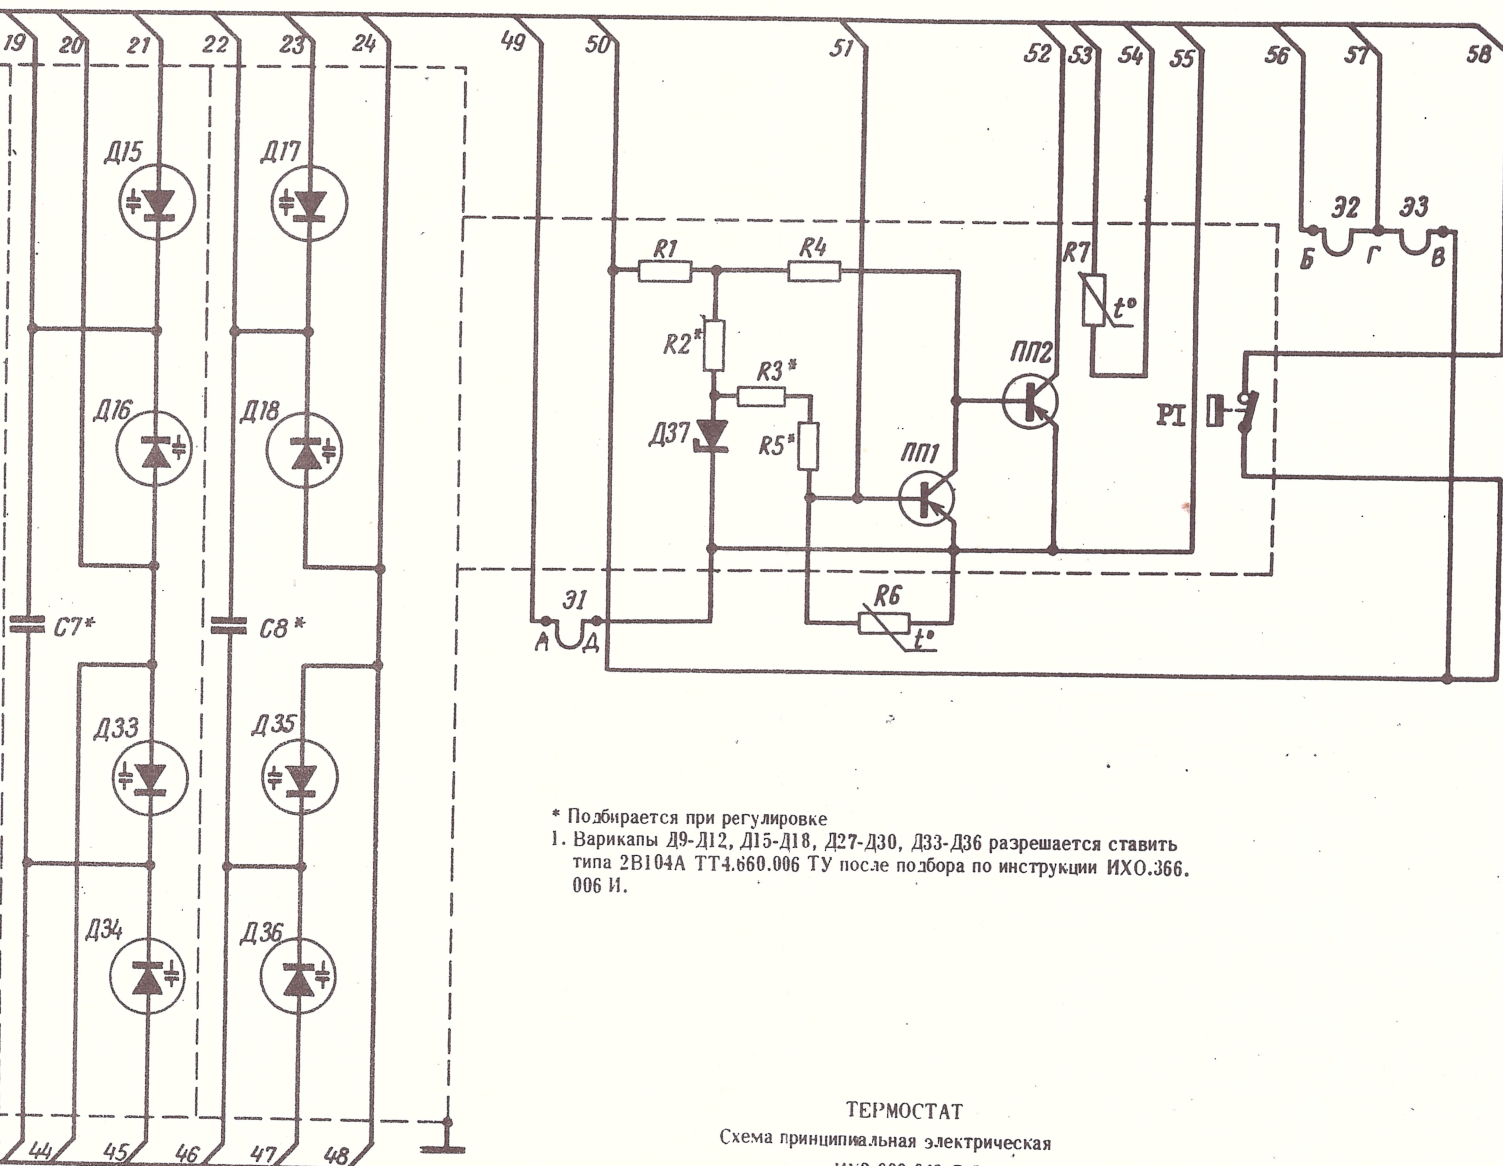 19 20 21 22 23 24 49 50 51 52 53 54 55 56 57 58
Д15 Д17
Э2 Э3
R1 R4 R7
Б Г В
t°
R2* ПП2
R3*
Д16 Д18 Д37 R5* PI
ПП1
C7* C8* Э1 R6
А Д t°
Д33 Д35
* Подбирается при регулировке
1. Варикапы Д9-Д12, Д15-Д18, Д27-Д30, Д33-Д36 разрешается ставить
типа 2В104А ТТ4.660.006 ТУ после подбора по инструкции ИХО.366.
006 И.
Д34 Д36
ТЕРМОСТАТ
Схема принципиальная электрическая
44 45 46 47 48